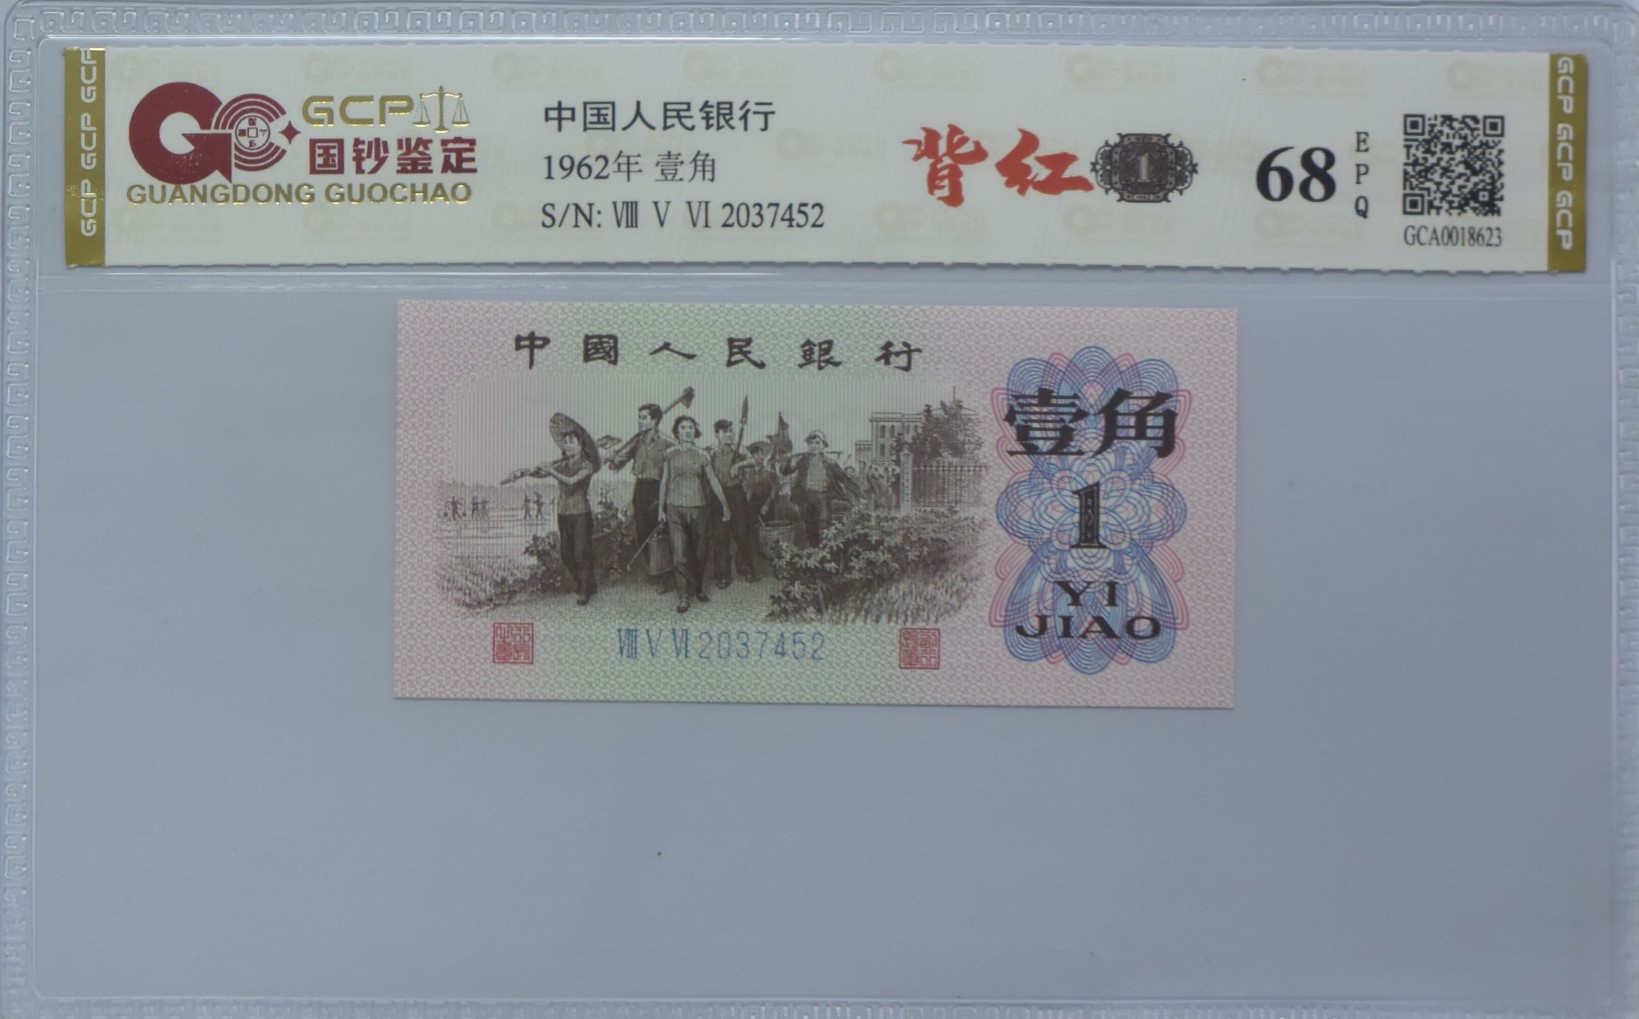 GCP GCP GCP
GCP
国钞鉴定
GUANGDONG GUOCHAO
中国人民银行
1962年 壹角
S/N: Ⅷ Ⅴ Ⅵ 2037452
背红
1
68
EPQ
GCA0018623
GCP GCP GCP
中國人民銀行
壹角
1
YI
JIAO
Ⅷ Ⅴ Ⅵ 2037452